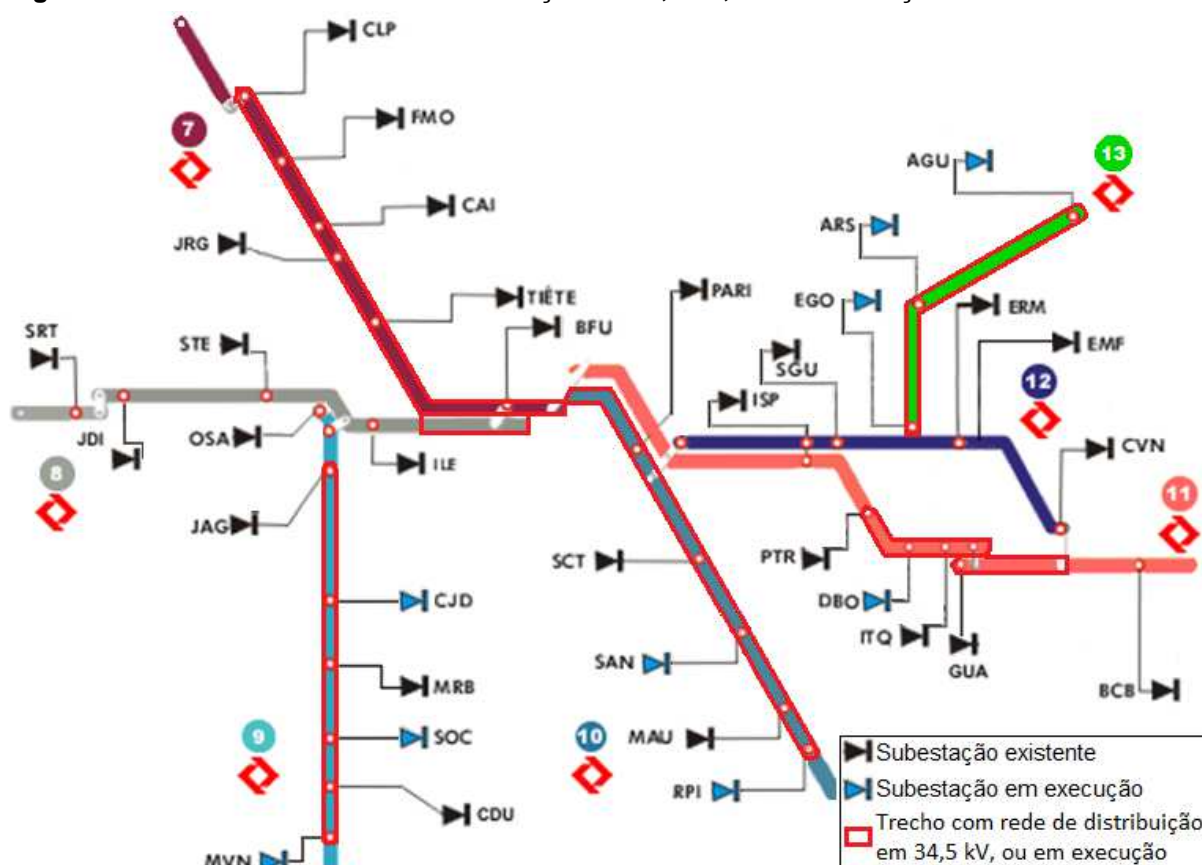 CLP
FMO
7
CAI
JRG
TIÊTE
BFU
SRT
STE
JDI
OSA
ILE
8
JAG
CJD
MRB
9
SOC
CDU
MVN
AGU
13
ARS
PARI
EGO
ERM
SGU
EMF
12
ISP
CVN
11
SCT
PTR
DBO
ITQ
GUA
SAN
BCB
10
MAU
RPI
Subestação existente
Subestação em execução
Trecho com rede de distribuição
em 34,5 kV, ou em execução